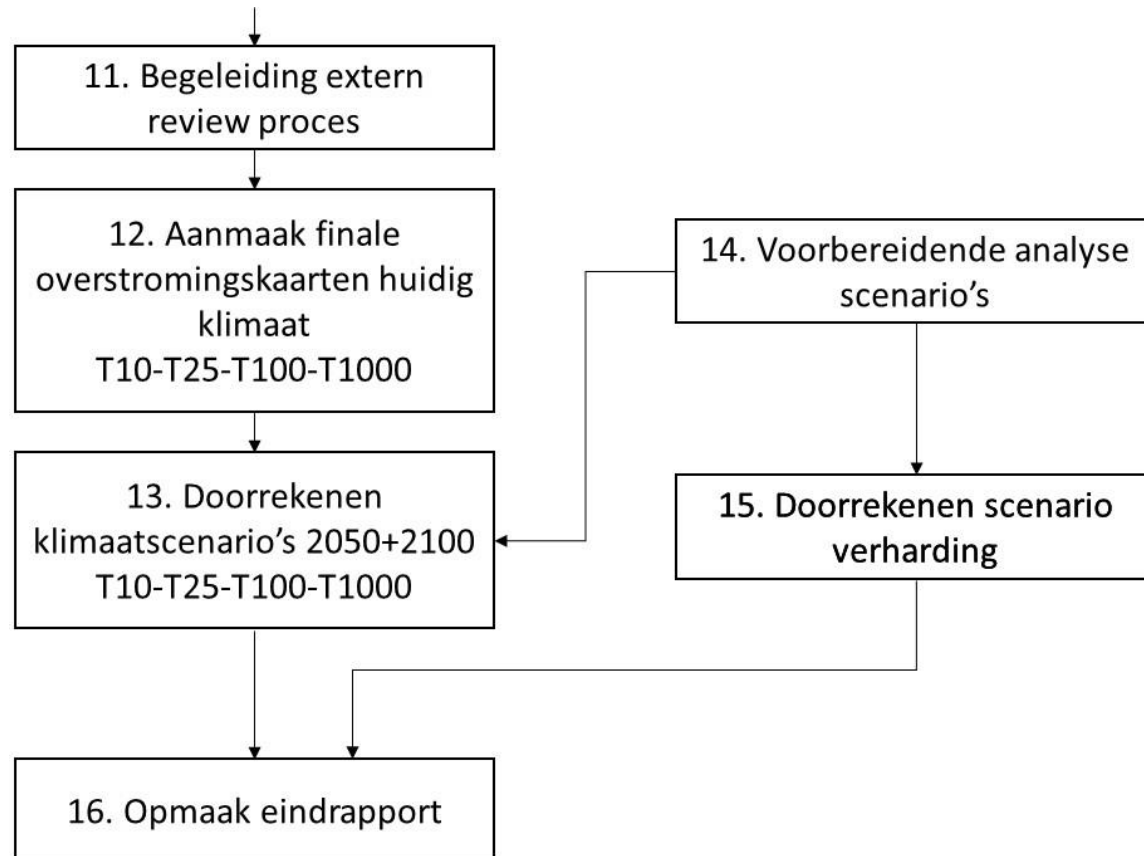 11. Begeleiding extern
review proces
12. Aanmaak finale
overstromingskaarten huidig
klimaat
T10-T25-T100-T1000
14. Voorbereidende analyse
scenario's
13. Doorrekenen
klimaatscenario's 2050+2100
T10-T25-T100-T1000
15. Doorrekenen scenario
verharding
16. Opmaak eindrapport